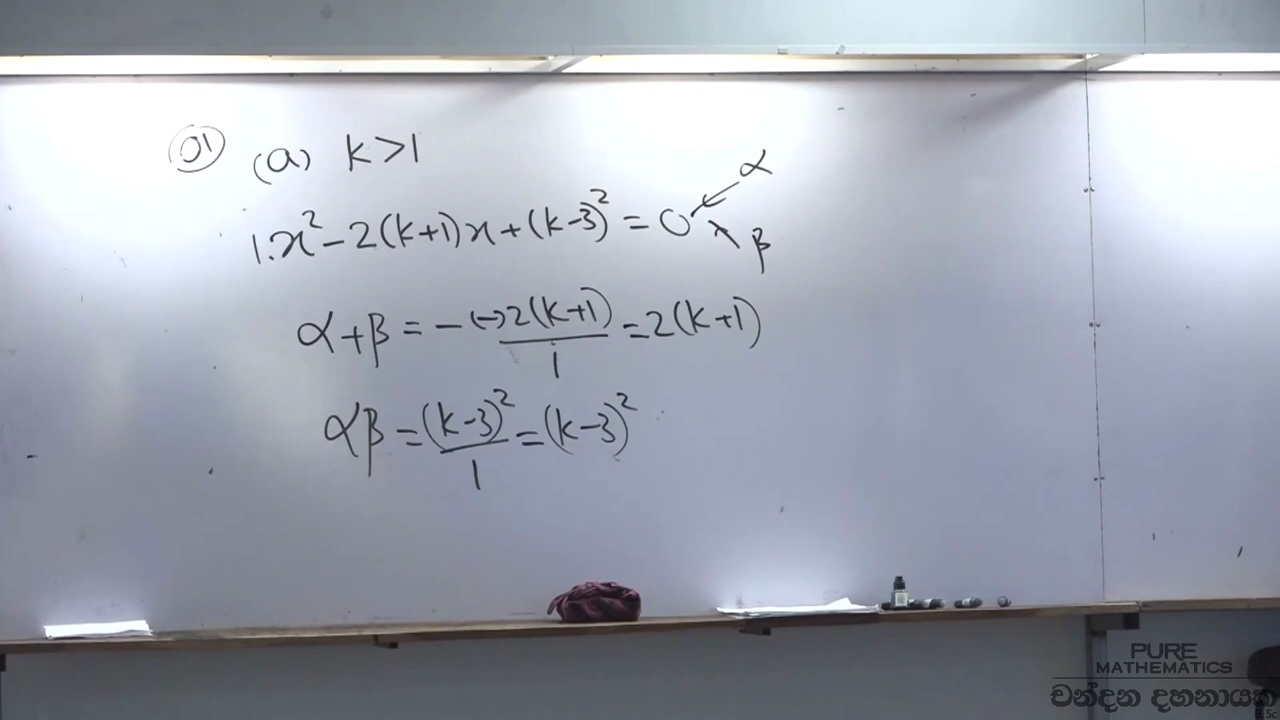 01 (a) k>1
1.x² - 2(k+1)x + (k-3)² = 0 α
β
α+β = -(-)2(k+1)/1 = 2(k+1)
αβ = (k-3)²/1 = (k-3)²
PURE
MATHEMATICS
චන්දන දහනායක
B.Sc